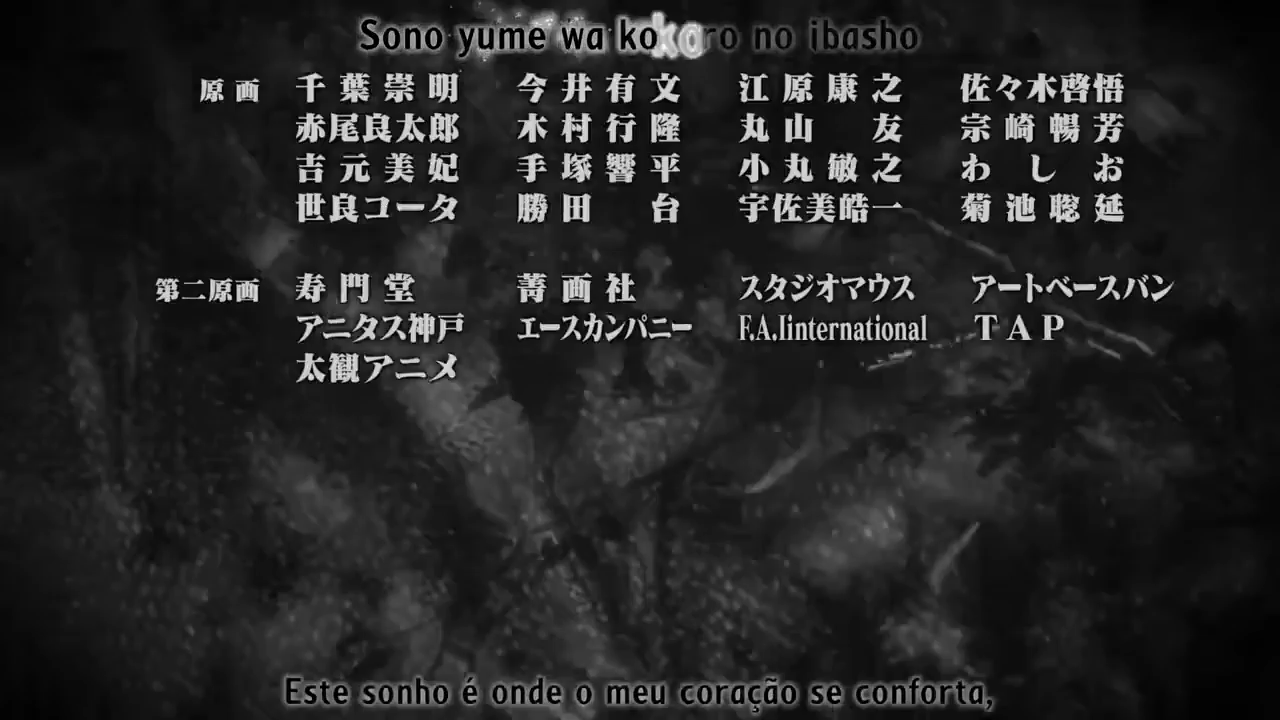 Sono yume wa kokoro no ibasho
原画 千葉崇明 今井有文 江原康之 佐々木啓悟
赤尾良太郎 木村行隆 丸山友 宗崎暢芳
吉元美妃 手塚響平 小丸敏之 わしお
世良コータ 勝田台 宇佐美皓一 菊池聡延
第二原画 寿門堂 菁画社 スタジオマウス アートベースバン
アニタス神戸 エースカンパニー F.A.Iinternational TAP
太観アニメ
Este sonho é onde o meu coração se conforta,